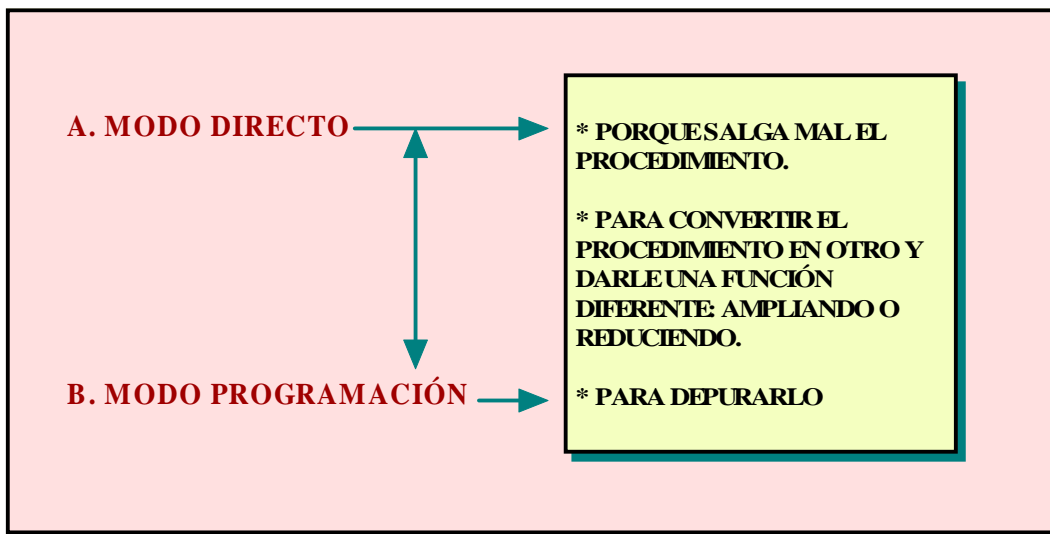 A. MODO DIRECTO
* PORQUE SALGA MAL EL
PROCEDIMIENTO.
* PARA CONVERTIR EL
PROCEDIMIENTO EN OTRO Y
DARLE UNA FUNCIÓN
DIFERENTE: AMPLIANDO O
REDUCIENDO.
B. MODO PROGRAMACIÓN
* PARA DEPURARLO